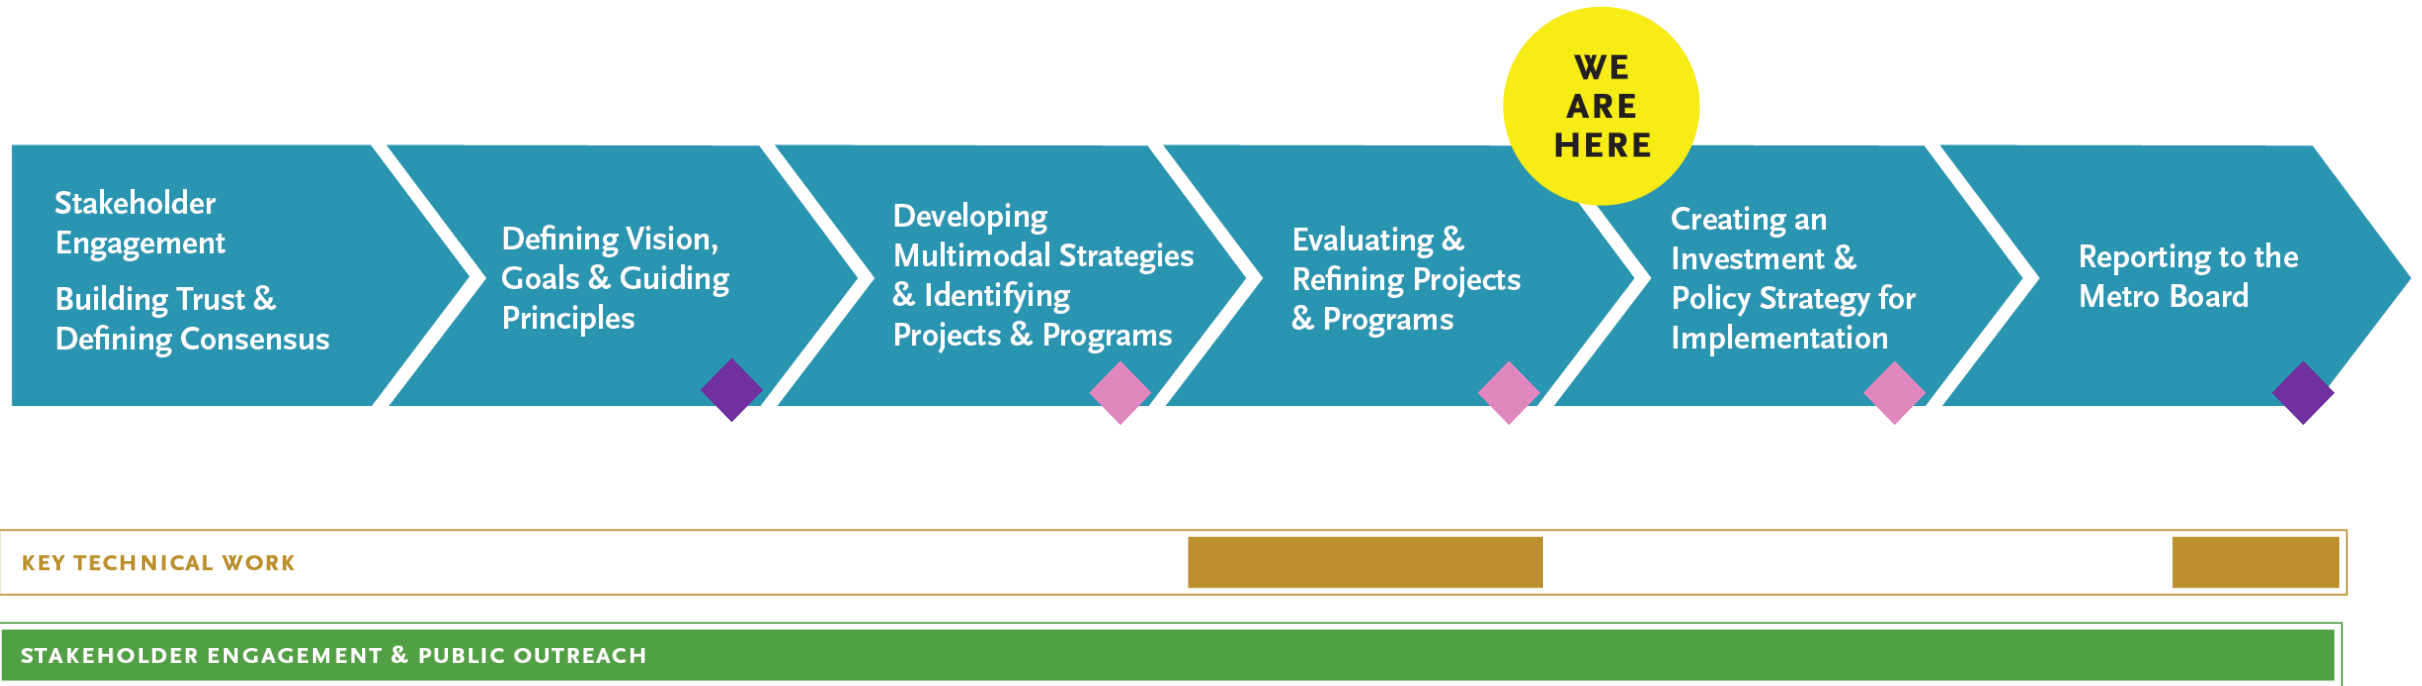 WE
ARE
HERE
Stakeholder
Engagement
Building Trust &
Defining Consensus
Defining Vision,
Goals & Guiding
Principles
Developing
Multimodal Strategies
& Identifying
Projects & Programs
Evaluating &
Refining Projects
& Programs
Creating an
Investment &
Policy Strategy for
Implementation
Reporting to the
Metro Board
KEY TECHNICAL WORK
STAKEHOLDER ENGAGEMENT & PUBLIC OUTREACH